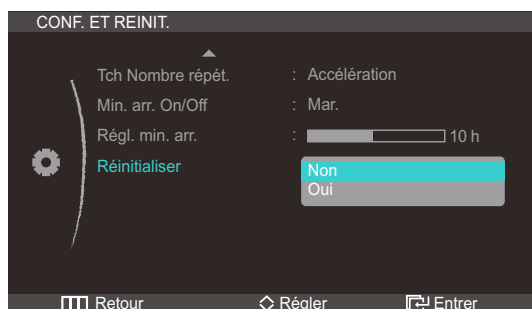 CONF. ET REINIT.
Tch Nombre répét. : Accélération
Min. arr. On/Off : Mar.
Régl. min. arr. : 10 h
Réinitialiser
Non
Oui
Retour Régler Entrer